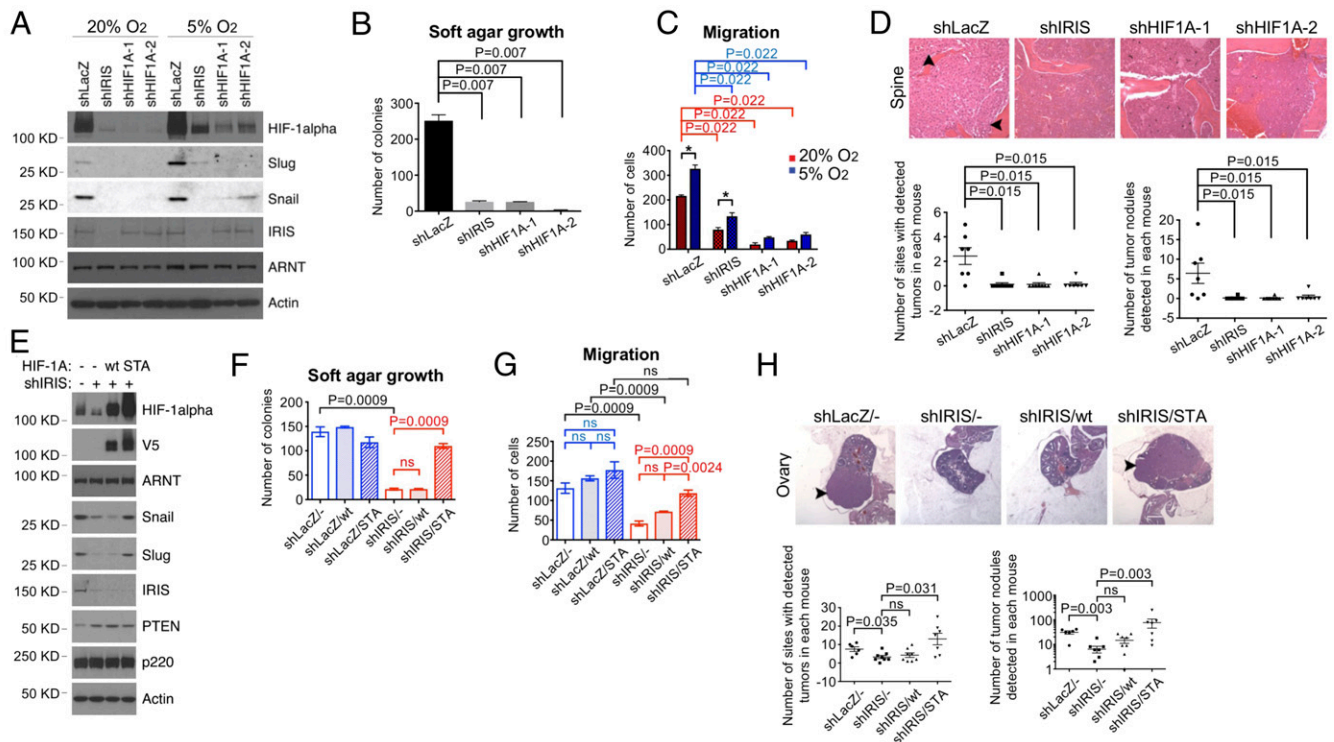 A
20% O2 5% O2
shLacZ shIRIS shHIF1A-1 shHIF1A-2 shLacZ shIRIS shHIF1A-1 shHIF1A-2
100 KD HIF-1alpha
25 KD Slug
25 KD Snail
150 KD IRIS
100 KD ARNT
50 KD Actin
B
Soft agar growth
P=0.007
P=0.007
P=0.007
Number of colonies
300
200
100
0
shLacZ shIRIS shHIF1A-1 shHIF1A-2
C
Migration
P=0.022
P=0.022
P=0.022
P=0.022
P=0.022
P=0.022
Number of cells
400
300
200
100
0
* *
20% O2
5% O2
shLacZ shIRIS shHIF1A-1 shHIF1A-2
D
shLacZ shIRIS shHIF1A-1 shHIF1A-2
Spine
P=0.015
P=0.015
P=0.015
Number of sites with detected
tumors in each mouse
6
4
2
0
-2
shLacZ shIRIS shHIF1A-1 shHIF1A-2
P=0.015
P=0.015
P=0.015
Number of tumor nodules
detected in each mouse
20
15
10
5
0
-5
shLacZ shIRIS shHIF1A-1 shHIF1A-2
E
HIF-1A: - - wt STA
shIRIS: - + + +
100 KD HIF-1alpha
100 KD V5
100 KD ARNT
25 KD Snail
25 KD Slug
150 KD IRIS
50 KD PTEN
250 KD p220
50 KD Actin
F
Soft agar growth
P=0.0009
P=0.0009
ns
Number of colonies
200
150
100
50
0
shLacZ/- shLacZ/wt shLacZ/STA shIRIS/- shIRIS/wt shIRIS/STA
G
Migration
ns
P=0.0009
P=0.0009
ns
ns ns
P=0.0009
ns P=0.0024
Number of cells
250
200
150
100
50
0
shLacZ/- shLacZ/wt shLacZ/STA shIRIS/- shIRIS/wt shIRIS/STA
H
shLacZ/- shIRIS/- shIRIS/wt shIRIS/STA
Ovary
P=0.031
ns
P=0.035
Number of sites with detected
tumors in each mouse
30
20
10
0
-10
shLacZ/- shIRIS/- shIRIS/wt shIRIS/STA
P=0.003
ns
P=0.003
Number of tumor nodules
detected in each mouse
1000
100
10
1
shLacZ/- shIRIS/- shIRIS/wt shIRIS/STA